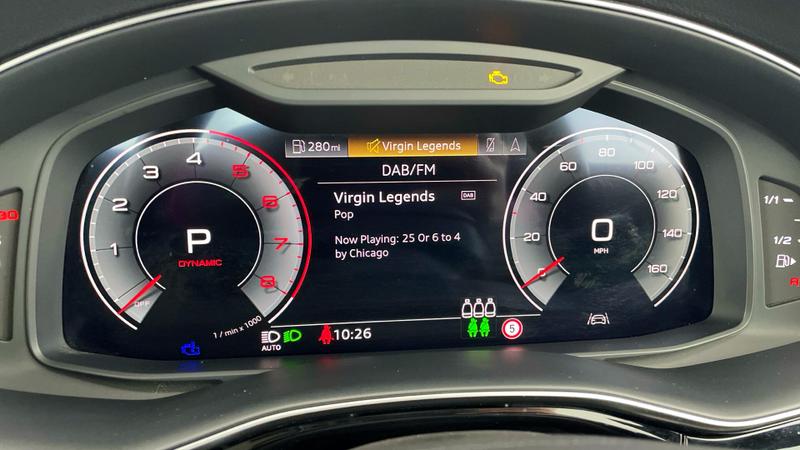 280mi Virgin Legends
DAB/FM
Virgin Legends DAB
Pop
Now Playing: 25 Or 6 to 4
by Chicago
OFF 1 2 3 4 5 6 7 8
P
DYNAMIC
1 / min x 1000
0 20 40 60 80 100 120 140 160
0
MPH
1/1
1/2
AUTO
10:26
5